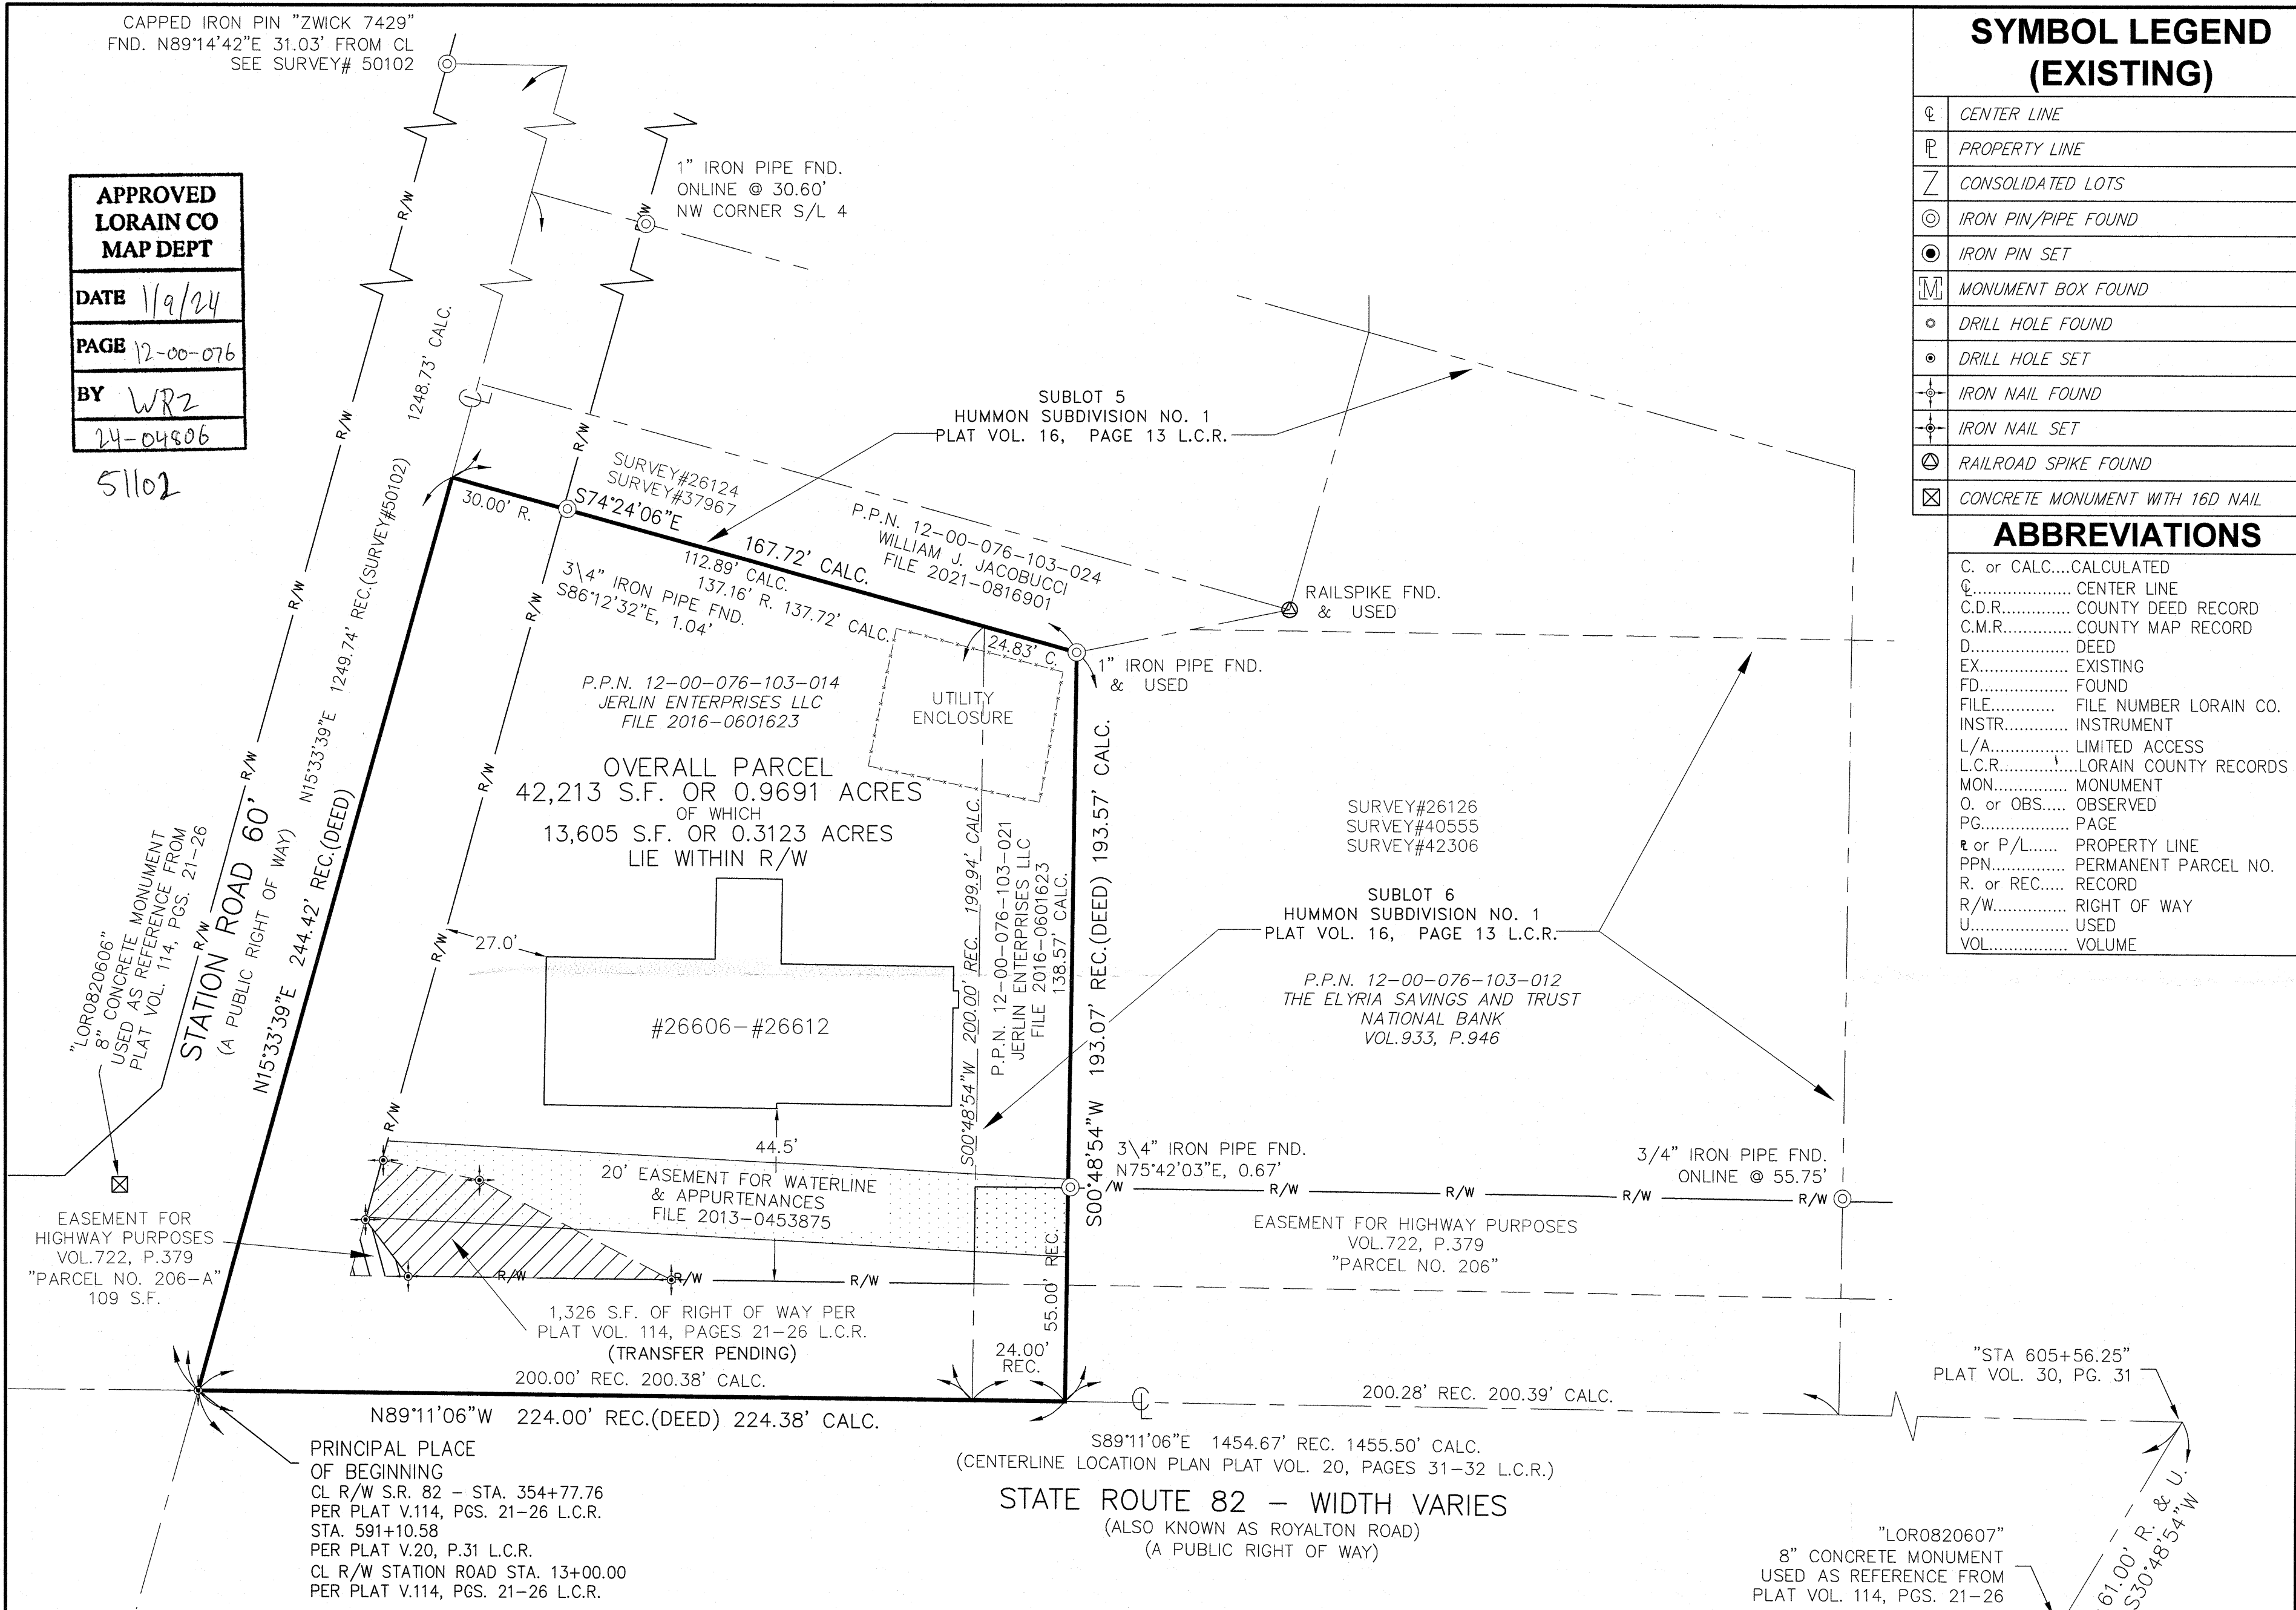 CAPPED IRON PIN "ZWICK 7429"
FND. N89°14'42"E 31.03' FROM CL
SEE SURVEY# 50102
APPROVED
LORAIN CO
MAP DEPT
DATE 1/9/24
PAGE 12-00-076
BY WRZ
24-04806
51102
1" IRON PIPE FND.
ONLINE @ 30.60'
NW CORNER S/L 4
R/W
R/W
R/W
R/W
R/W
R/W
R/W
R/W
R/W
R/W
R/W
R/W
1248.73' CALC.
N15°33'39"E 1249.74' REC.(SURVEY#50102)
SUBLOT 5
HUMMON SUBDIVISION NO. 1
PLAT VOL. 16, PAGE 13 L.C.R.
SURVEY#26124
SURVEY#37967
30.00' R.
S74°24'06"E
167.72' CALC.
P.P.N. 12-00-076-103-024
WILLIAM J. JACOBUCCI
FILE 2021-0816901
112.89' CALC.
137.16' R. 137.72' CALC.
3\4" IRON PIPE FND.
S86°12'32"E, 1.04'
24.83' C.
RAILSPIKE FND.
& USED
1" IRON PIPE FND.
& USED
P.P.N. 12-00-076-103-014
JERLIN ENTERPRISES LLC
FILE 2016-0601623
UTILITY
ENCLOSURE
OVERALL PARCEL
42,213 S.F. OR 0.9691 ACRES
OF WHICH
13,605 S.F. OR 0.3123 ACRES
LIE WITHIN R/W
STATION ROAD 60'
(A PUBLIC RIGHT OF WAY)
N15°33'39"E 244.42' REC.(DEED)
"LOR0820606"
8" CONCRETE MONUMENT
USED AS REFERENCE FROM
PLAT VOL. 114, PGS. 21-26
27.0'
#26606-#26612
44.5'
S00°48'54"W 200.00' REC. 199.94' CALC.
P.P.N. 12-00-076-103-021
JERLIN ENTERPRISES LLC
FILE 2016-0601623
138.57' CALC.
S00°48'54"W 193.07' REC.(DEED) 193.57' CALC.
SURVEY#26126
SURVEY#40555
SURVEY#42306
SUBLOT 6
HUMMON SUBDIVISION NO. 1
PLAT VOL. 16, PAGE 13 L.C.R.
P.P.N. 12-00-076-103-012
THE ELYRIA SAVINGS AND TRUST
NATIONAL BANK
VOL.933, P.946
3\4" IRON PIPE FND.
N75°42'03"E, 0.67'
3/4" IRON PIPE FND.
ONLINE @ 55.75'
/W
R/W
R/W
R/W
R/W
EASEMENT FOR HIGHWAY PURPOSES
VOL.722, P.379
"PARCEL NO. 206"
20' EASEMENT FOR WATERLINE
& APPURTENANCES
FILE 2013-0453875
EASEMENT FOR
HIGHWAY PURPOSES
VOL.722, P.379
"PARCEL NO. 206-A"
109 S.F.
R/W
R/W
R/W
1,326 S.F. OF RIGHT OF WAY PER
PLAT VOL. 114, PAGES 21-26 L.C.R.
(TRANSFER PENDING)
55.00' REC.
24.00'
REC.
200.00' REC. 200.38' CALC.
N89°11'06"W 224.00' REC.(DEED) 224.38' CALC.
200.28' REC. 200.39' CALC.
S89°11'06"E 1454.67' REC. 1455.50' CALC.
(CENTERLINE LOCATION PLAN PLAT VOL. 20, PAGES 31-32 L.C.R.)
STATE ROUTE 82 - WIDTH VARIES
(ALSO KNOWN AS ROYALTON ROAD)
(A PUBLIC RIGHT OF WAY)
PRINCIPAL PLACE
OF BEGINNING
CL R/W S.R. 82 - STA. 354+77.76
PER PLAT V.114, PGS. 21-26 L.C.R.
STA. 591+10.58
PER PLAT V.20, P.31 L.C.R.
CL R/W STATION ROAD STA. 13+00.00
PER PLAT V.114, PGS. 21-26 L.C.R.
"STA 605+56.25"
PLAT VOL. 30, PG. 31
61.00' R. & U.
S30°48'54"W
"LOR0820607"
8" CONCRETE MONUMENT
USED AS REFERENCE FROM
PLAT VOL. 114, PGS. 21-26
SYMBOL LEGEND
(EXISTING)
℄ CENTER LINE
PL PROPERTY LINE
Z CONSOLIDATED LOTS
IRON PIN/PIPE FOUND
IRON PIN SET
M MONUMENT BOX FOUND
DRILL HOLE FOUND
DRILL HOLE SET
IRON NAIL FOUND
IRON NAIL SET
RAILROAD SPIKE FOUND
CONCRETE MONUMENT WITH 16D NAIL
ABBREVIATIONS
C. or CALC....CALCULATED
℄.................... CENTER LINE
C.D.R............. COUNTY DEED RECORD
C.M.R............. COUNTY MAP RECORD
D................... DEED
EX................. EXISTING
FD................. FOUND
FILE............ FILE NUMBER LORAIN CO.
INSTR............. INSTRUMENT
L/A............... LIMITED ACCESS
L.C.R..............LORAIN COUNTY RECORDS
MON............... MONUMENT
O. or OBS..... OBSERVED
PG................. PAGE
PL or P/L...... PROPERTY LINE
PPN................ PERMANENT PARCEL NO.
R. or REC..... RECORD
R/W.............. RIGHT OF WAY
U................... USED
VOL............... VOLUME